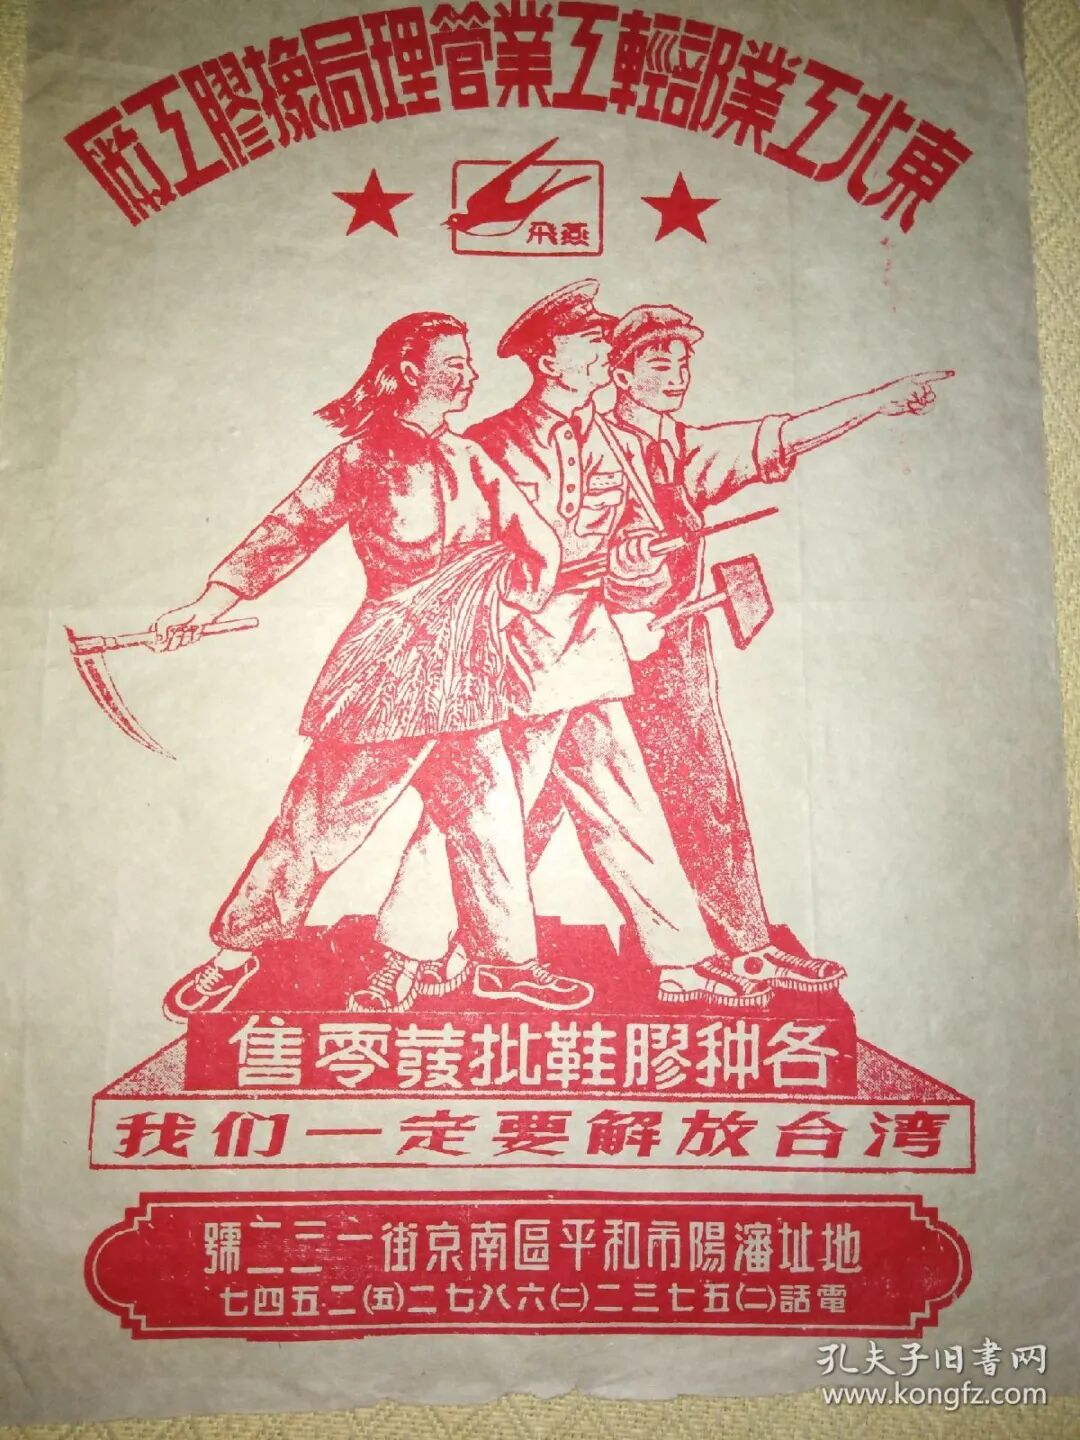 東北工業部輕工業管理局橡膠工廠
飛燕
各种膠鞋批發零售
我们一定要解放台湾
地址瀋陽市和平區南京街一三二號
電話(二)五七三二(二)六八七二(五)二五四七
孔夫子旧書网
www.kongfz.com